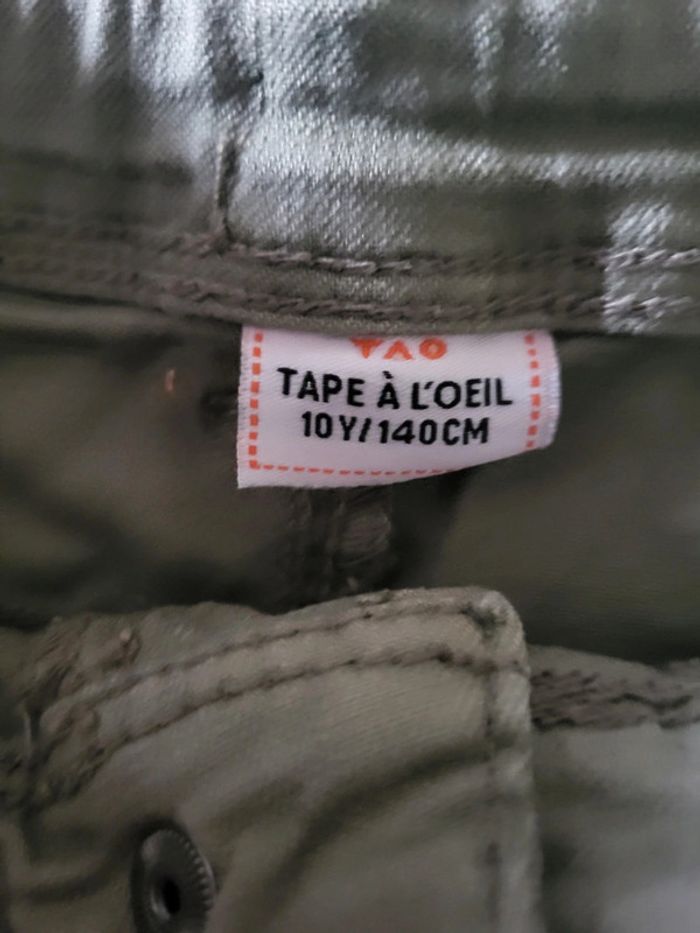 TAO
TAPE À L'OEIL
10Y/140CM